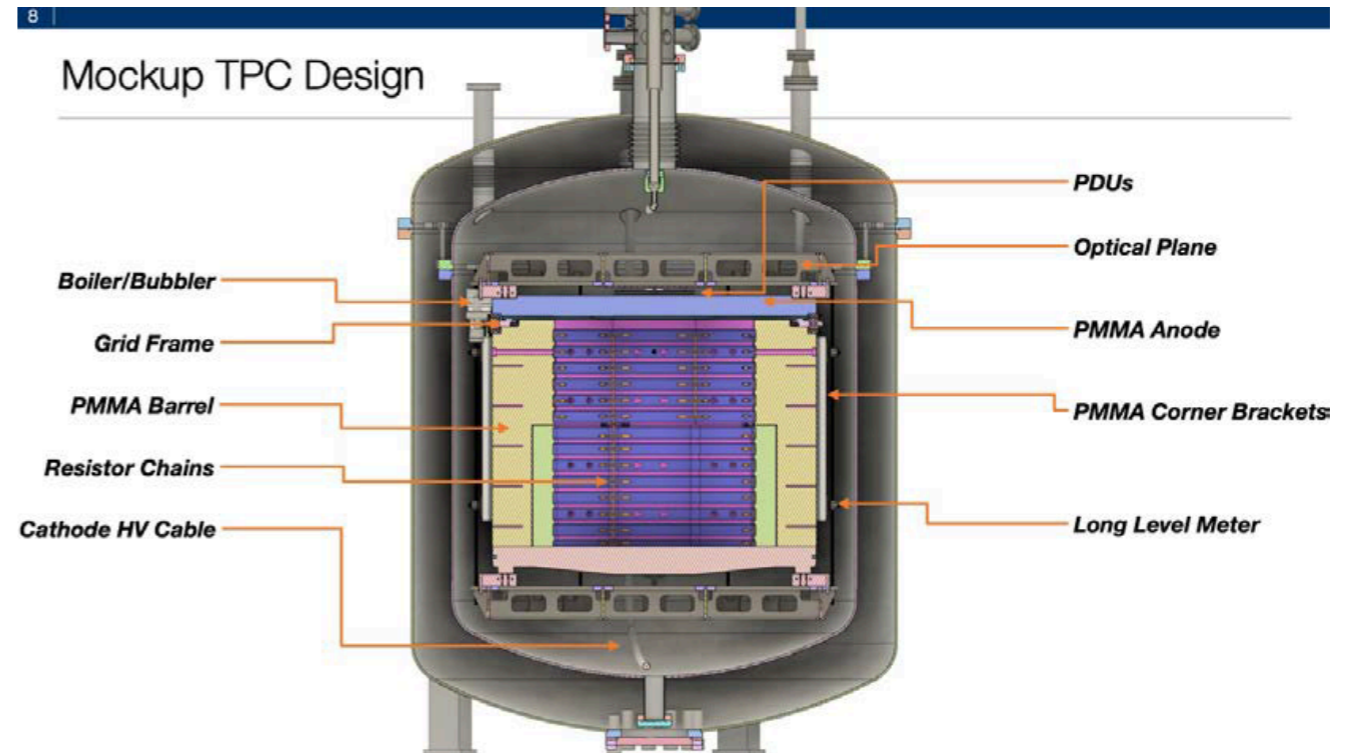 8
Mockup TPC Design
PDUs
Optical Plane
Boiler/Bubbler
Grid Frame
PMMA Anode
PMMA Barrel
PMMA Corner Brackets
Resistor Chains
Cathode HV Cable
Long Level Meter